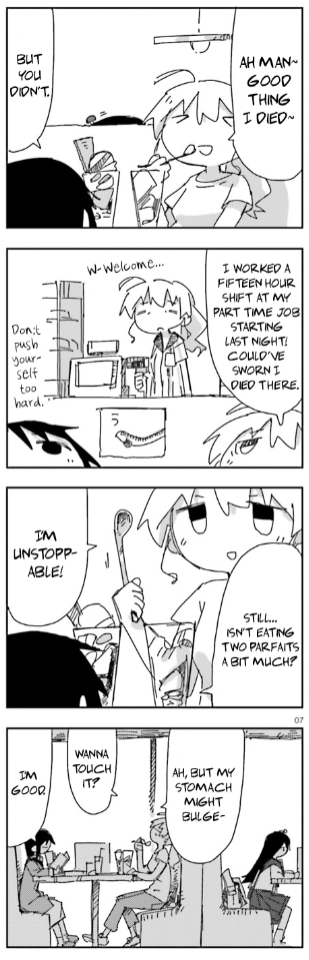 AH MAN~
GOOD
THING
I DIED~
BUT
YOU
DIDN'T.
I WORKED A
FIFTEEN HOUR
SHIFT AT MY
PART TIME JOB
STARTING
LAST NIGHT!
COULD'VE
SWORN I
DIED THERE.
W-Welcome...
Don't
push
your-
self
too
hard.
う
I'M
UNSTOPP-
ABLE!
STILL...
ISN'T EATING
TWO PARFAITS
A BIT MUCH?
07
AH, BUT MY
STOMACH
MIGHT
BULGE-
WANNA
TOUCH
IT?
I'M
GOOD.